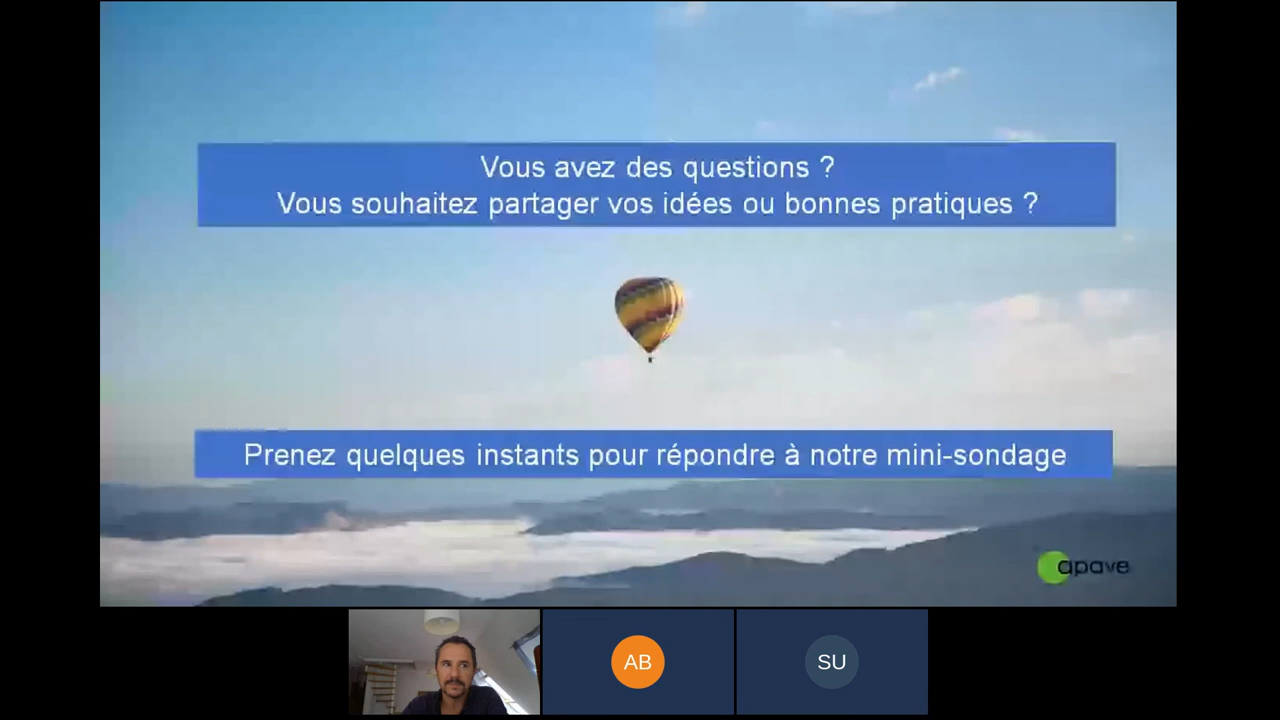 Vous avez des questions ?
Vous souhaitez partager vos idées ou bonnes pratiques ?
Prenez quelques instants pour répondre à notre mini-sondage
apave
AB
SU